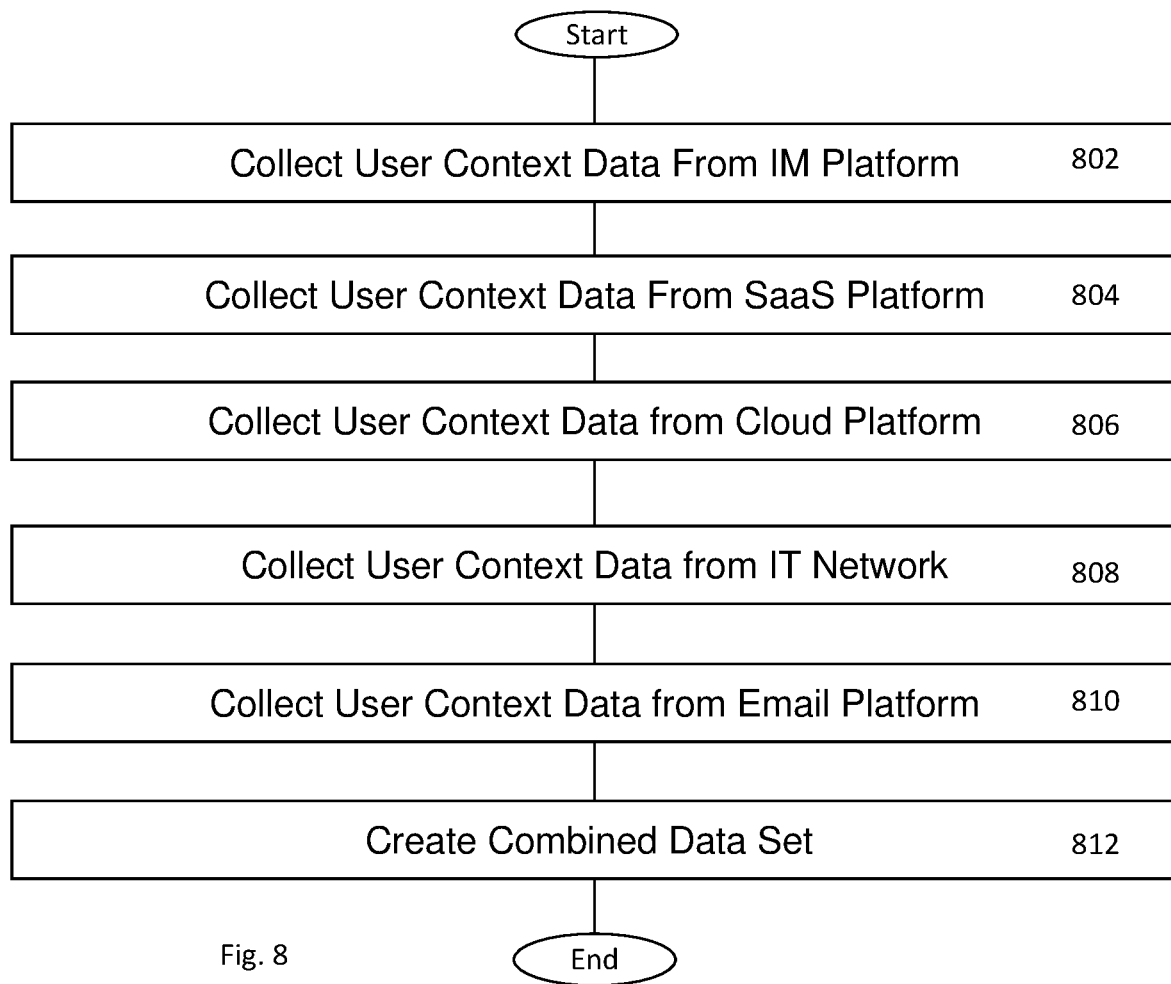 Start
Collect User Context Data From IM Platform 802
Collect User Context Data From SaaS Platform 804
Collect User Context Data from Cloud Platform 806
Collect User Context Data from IT Network 808
Collect User Context Data from Email Platform 810
Create Combined Data Set 812
Fig. 8
End